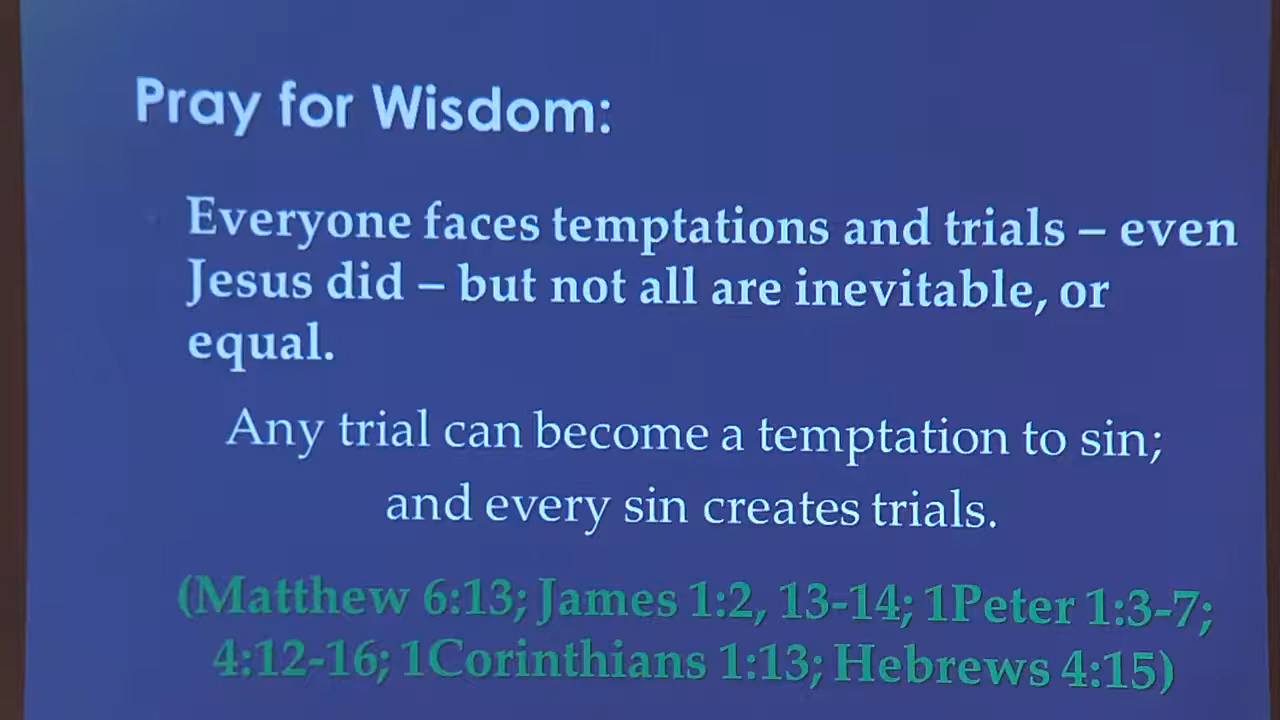 Pray for Wisdom:
Everyone faces temptations and trials – even
Jesus did – but not all are inevitable, or
equal.
Any trial can become a temptation to sin;
and every sin creates trials.
(Matthew 6:13; James 1:2, 13-14; 1Peter 1:3-7;
4:12-16; 1Corinthians 1:13; Hebrews 4:15)